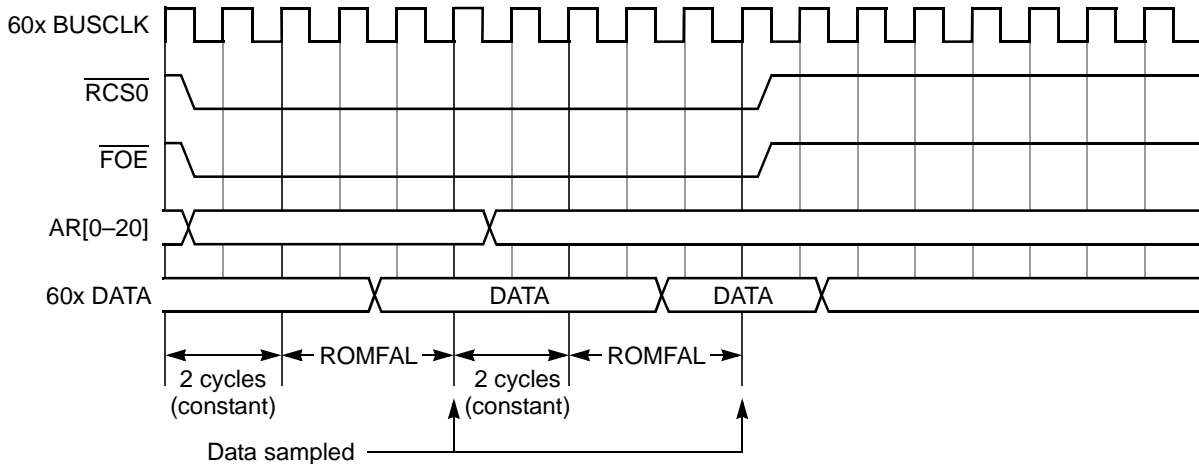 60x BUSCLK
RCS0
FOE
AR[0–20]
60x DATA
DATA
DATA
ROMFAL
ROMFAL
2 cycles
(constant)
2 cycles
(constant)
Data sampled